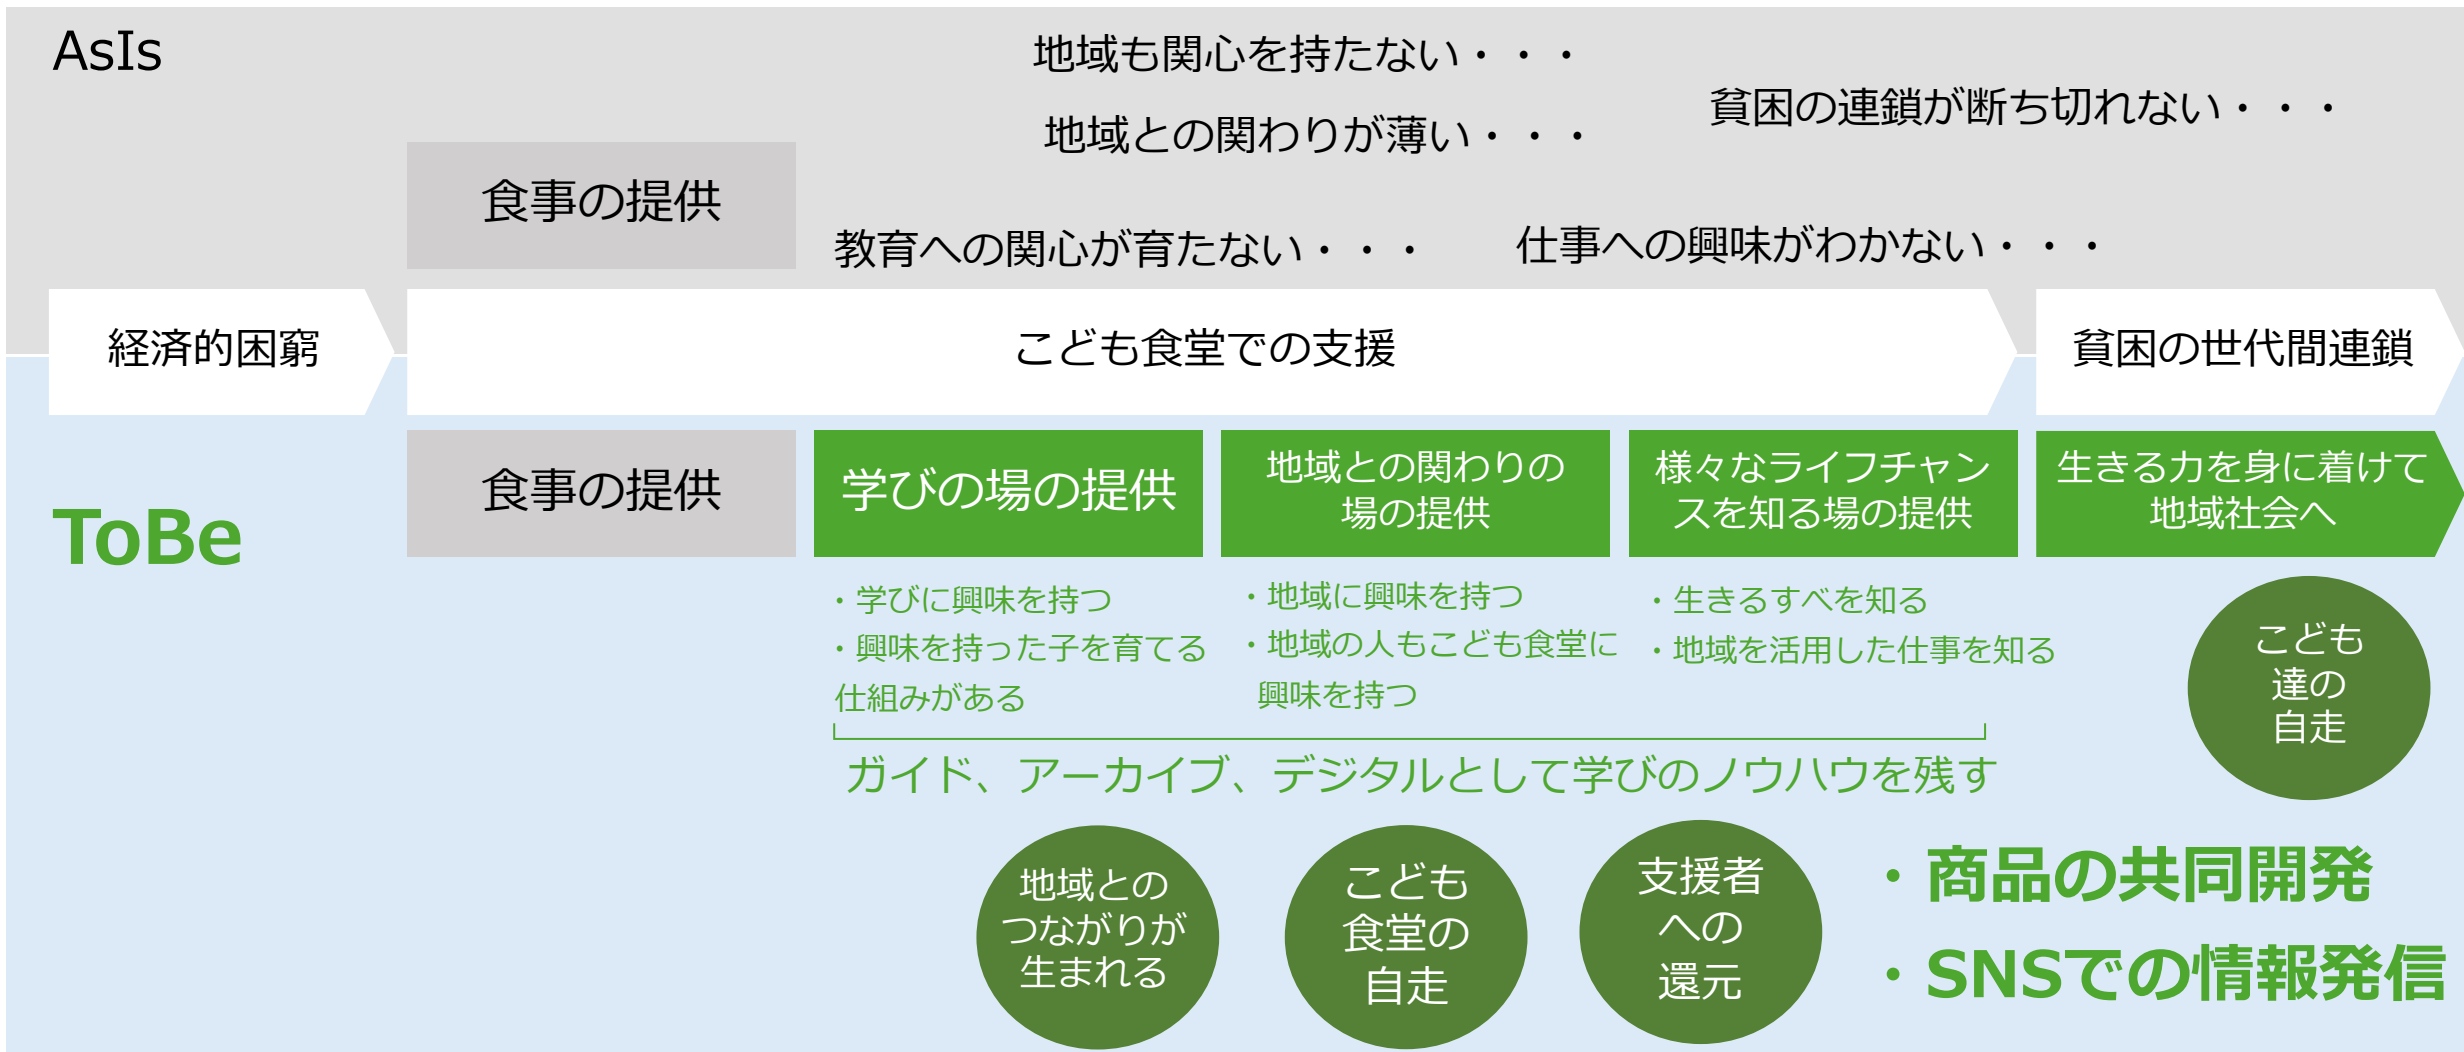 AsIs
地域も関心を持たない・・・
地域との関わりが薄い・・・
貧困の連鎖が断ち切れない・・・
食事の提供
教育への関心が育たない・・・
仕事への興味がわかない・・・
経済的困窮
こども食堂での支援
貧困の世代間連鎖
ToBe
食事の提供
学びの場の提供
地域との関わりの
場の提供
様々なライフチャン
スを知る場の提供
生きる力を身に着けて
地域社会へ
・学びに興味を持つ
・興味を持った子を育てる
仕組みがある
・地域に興味を持つ
・地域の人もこども食堂に
興味を持つ
・生きるすべを知る
・地域を活用した仕事を知る
こども
達の
自走
ガイド、アーカイブ、デジタルとして学びのノウハウを残す
地域との
つながりが
生まれる
こども
食堂の
自走
支援者
への
還元
・商品の共同開発
・SNSでの情報発信